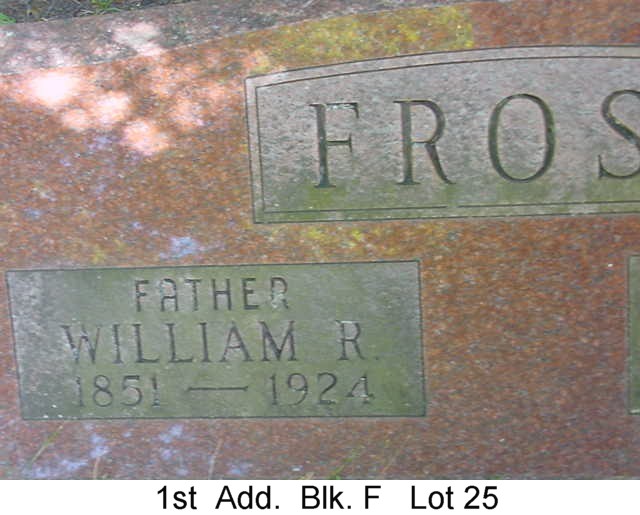 FROS
FATHER
WILLIAM R.
1851 — 1924
1st Add. Blk. F Lot 25